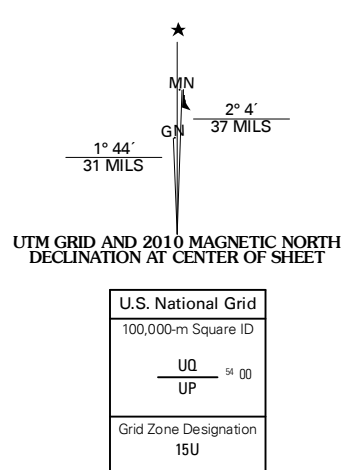 ★
MN
GN
2° 4´
37 MILS
1° 44´
31 MILS
UTM GRID AND 2010 MAGNETIC NORTH
DECLINATION AT CENTER OF SHEET
U.S. National Grid
100,000-m Square ID
UQ
UP
54 00
Grid Zone Designation
15U